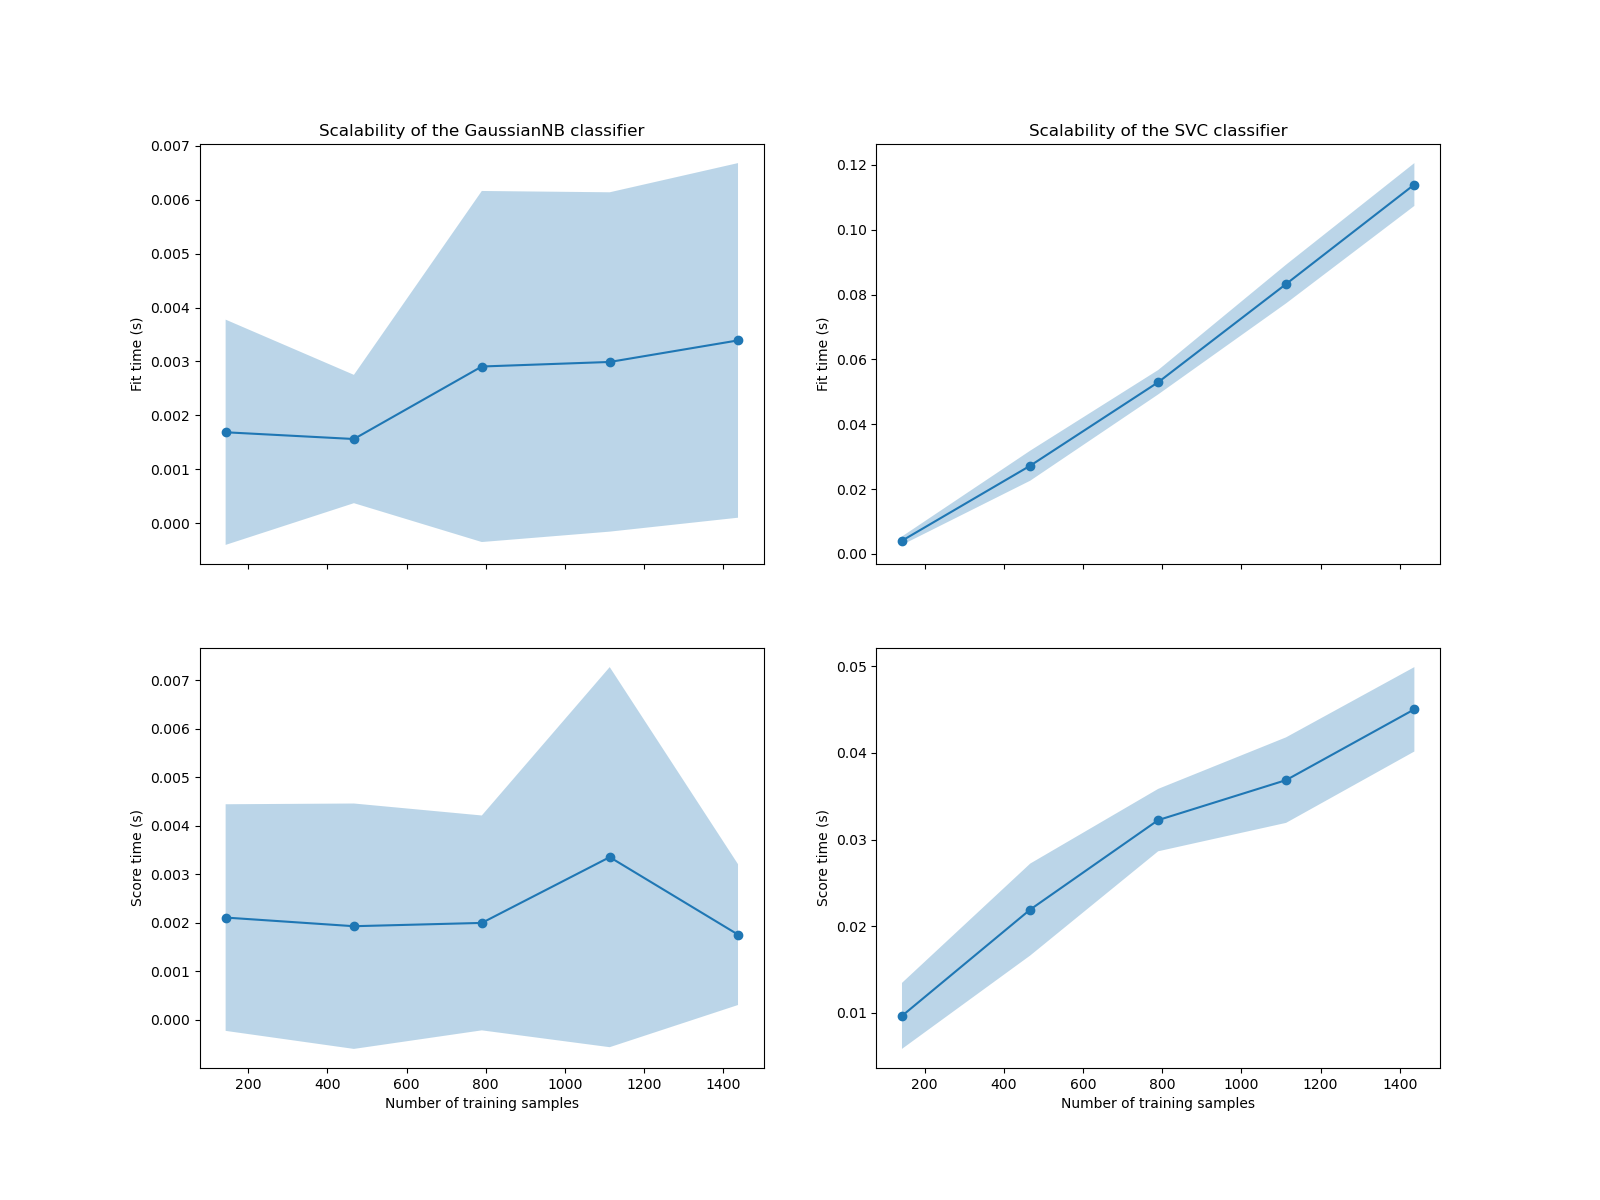 Scalability of the GaussianNB classifier
0.007
0.006
0.005
0.004
0.003
0.002
0.001
0.000
Fit time (s)
Scalability of the SVC classifier
0.12
0.10
0.08
0.06
0.04
0.02
0.00
Fit time (s)
0.007
0.006
0.005
0.004
0.003
0.002
0.001
0.000
Score time (s)
200 400 600 800 1000 1200 1400
Number of training samples
0.05
0.04
0.03
0.02
0.01
Score time (s)
200 400 600 800 1000 1200 1400
Number of training samples